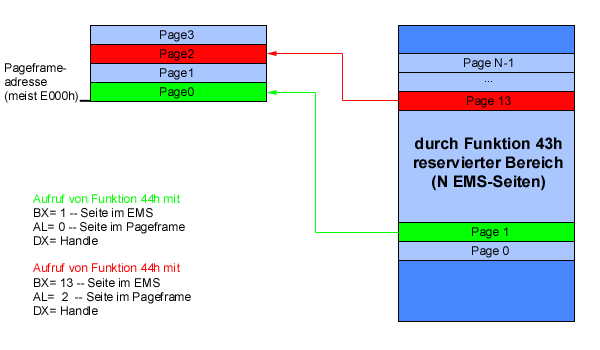 Page3
Page2
Page1
Page0
Pageframe-
adresse
(meist E000h)
Page N-1
...
Page 13
durch Funktion 43h
reservierter Bereich
(N EMS-Seiten)
Page 1
Page 0
Aufruf von Funktion 44h mit
BX= 1 -- Seite im EMS
AL= 0 -- Seite im Pageframe
DX= Handle
Aufruf von Funktion 44h mit
BX= 13 -- Seite im EMS
AL= 2 -- Seite im Pageframe
DX= Handle